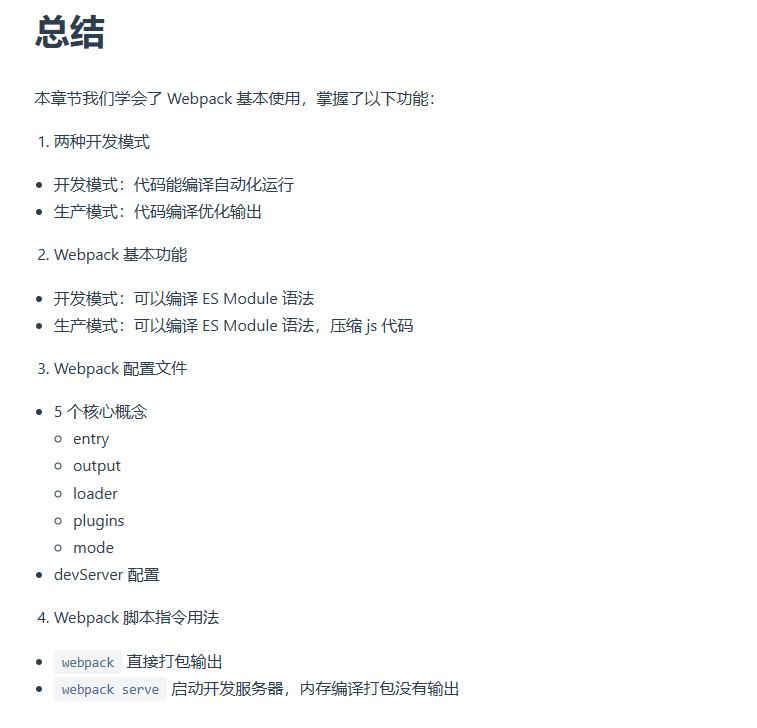 总结
本章节我们学会了 Webpack 基本使用，掌握了以下功能：
1. 两种开发模式
开发模式：代码能编译自动化运行
生产模式：代码编译优化输出
2. Webpack 基本功能
开发模式：可以编译 ES Module 语法
生产模式：可以编译 ES Module 语法，压缩 js 代码
3. Webpack 配置文件
5 个核心概念
entry
output
loader
plugins
mode
devServer 配置
4. Webpack 脚本指令用法
webpack 直接打包输出
webpack serve 启动开发服务器，内存编译打包没有输出